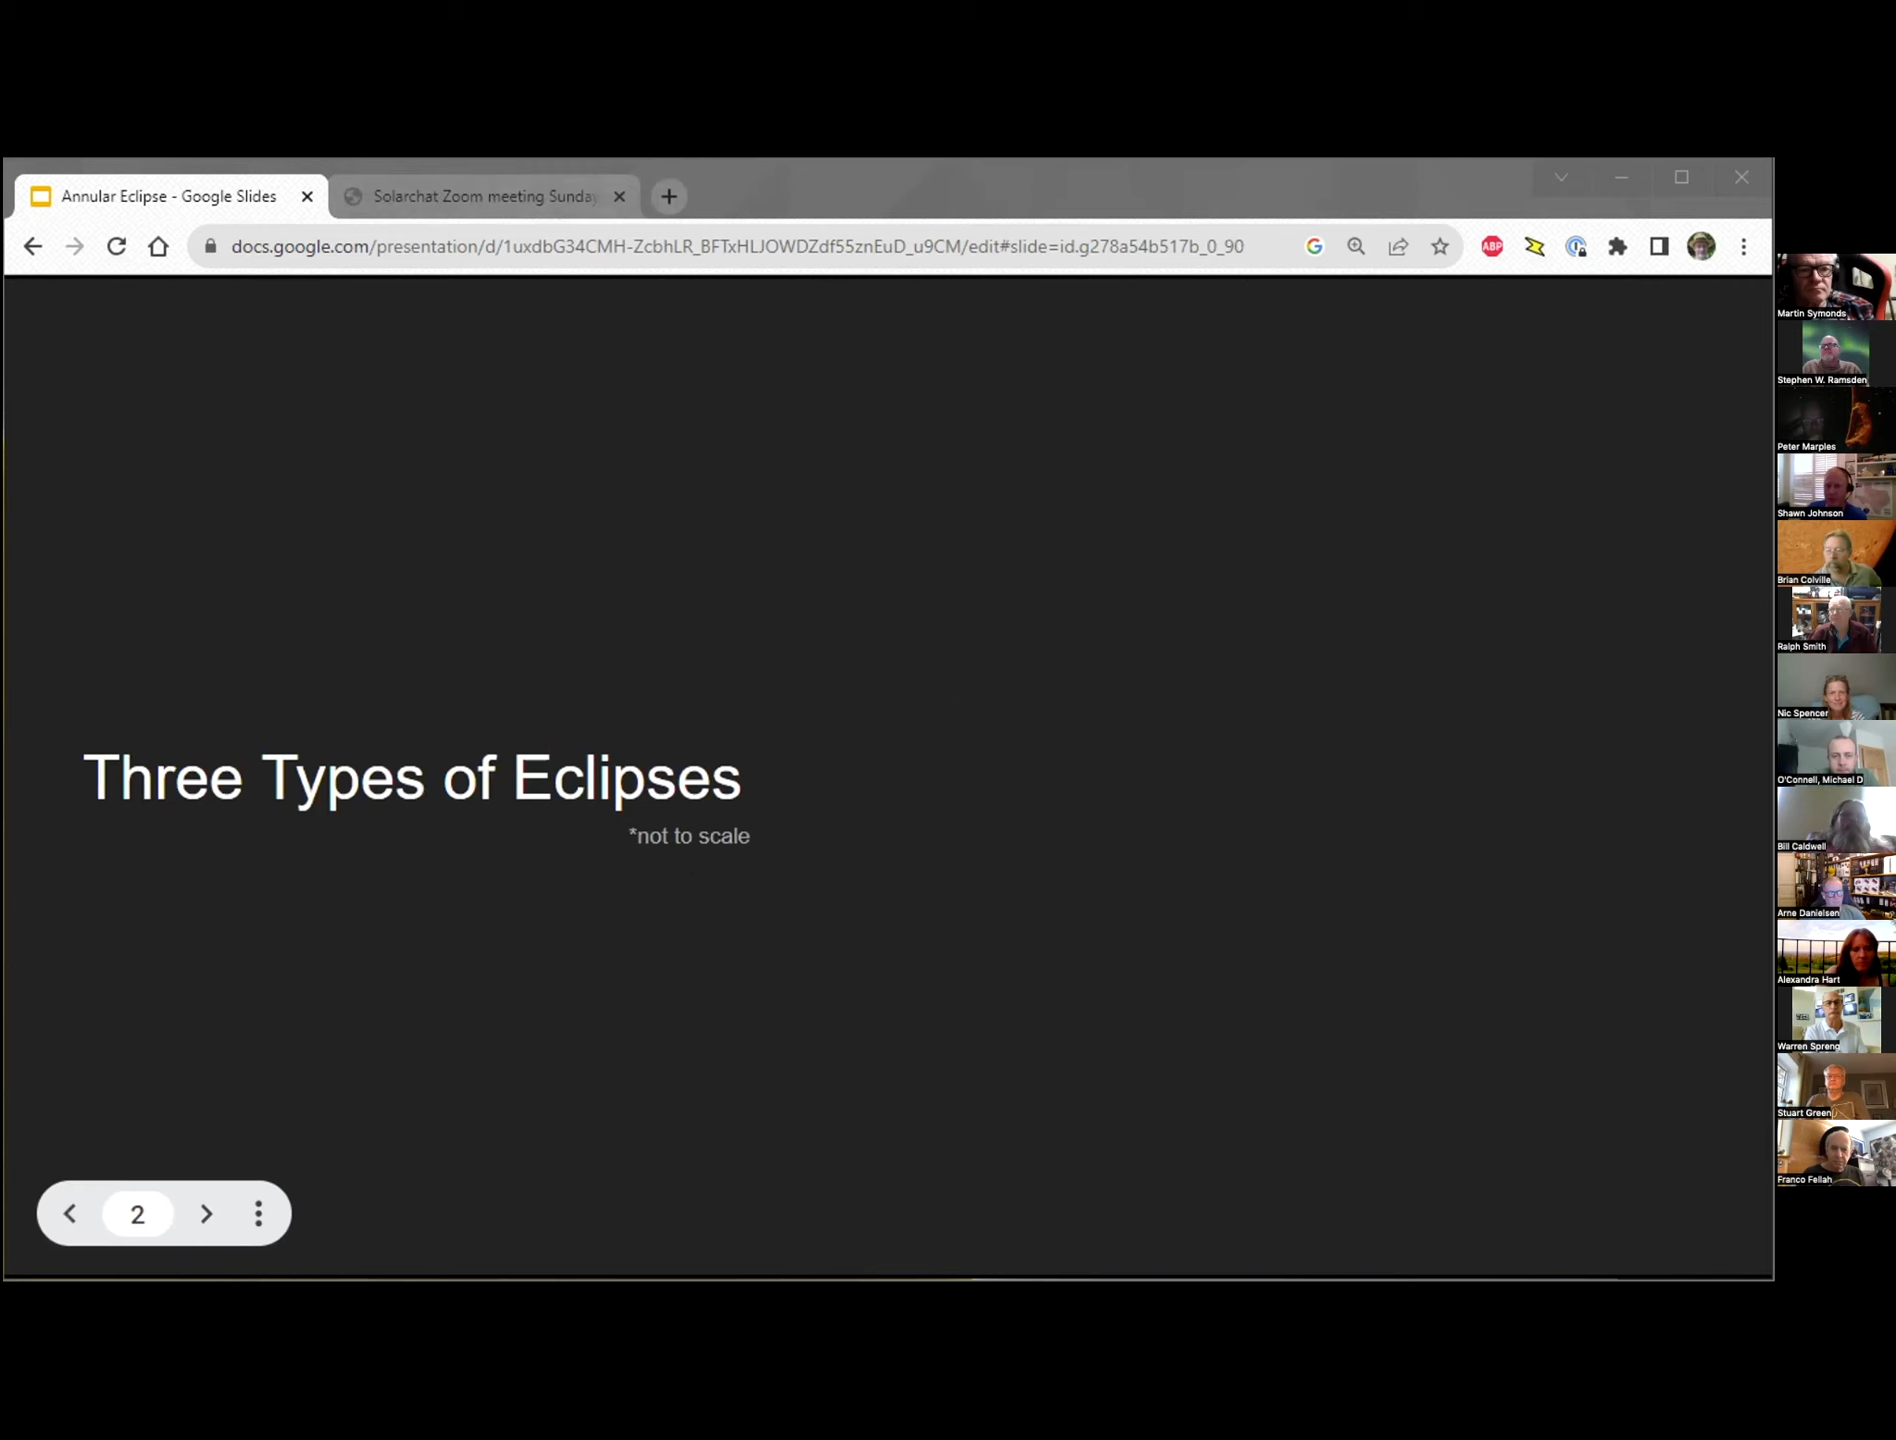 Annular Eclipse - Google Slides
Solarchat Zoom meeting Sunday
docs.google.com/presentation/d/1uxdbG34CMH-ZcbhLR_BFTxHLJOWDZdf55znEuD_u9CM/edit#slide=id.g278a54b517b_0_90
ABP
Three Types of Eclipses
*not to scale
2
Martin Symonds
Stephen W. Ramsden
Peter Marples
Shawn Johnson
Brian Colville
Ralph Smith
Nic Spencer
O'Connell, Michael D
Bill Caldwell
Arne Danielsen
Alexandra Hart
Warren Spreng
Stuart Green
Franco Fellah